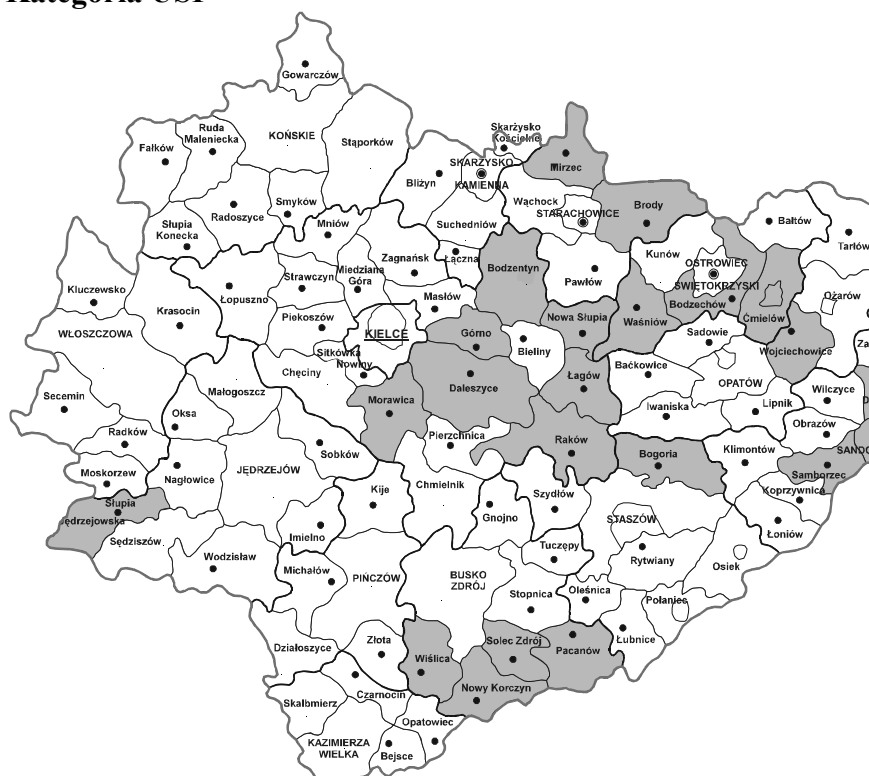 Gowarczów
Ruda
Maleniecka
KOŃSKIE
Stąporków
Fałków
Skarżysko
Kościelne
SKARŻYSKO
KAMIENNA
Mirzec
Bliżyn
Smyków
Radoszyce
Wąchock
Brody
STARACHOWICE
Słupia
Konecka
Mniów
Suchedniów
Bałtów
Tarłów
Kunów
Zagnańsk
Łączna
Bodzentyn
OSTROWIEC
ŚWIĘTOKRZYSKI
Pawłów
Kluczewsko
Łopuszno
Strawczyn
Miedziana
Góra
Masłów
Bodzechów
Ćmielów
Ożarów
Krasocin
Piekoszów
KIELCE
Górno
Nowa Słupia
Waśniów
WŁOSZCZOWA
Sadowie
Wojciechowice
Bieliny
Sitkówka
Nowiny
Chęciny
Baćkowice
OPATÓW
Wilczyce
Secemin
Małogoszcz
Oksa
Morawica
Daleszyce
Łagów
Iwaniska
Lipnik
Obrazów
Radków
Sobków
Pierzchnica
Raków
Bogoria
Klimontów
Samborzec
Moskorzew
Nagłowice
JĘDRZEJÓW
Kije
Chmielnik
Szydłów
Koprzywnica
Słupia
Jędrzejowska
Gnojno
STASZÓW
Łoniów
Sędziszów
Imielno
Tuczępy
Rytwiany
Wodzisław
Michałów
PIŃCZÓW
BUSKO
ZDRÓJ
Osiek
Stopnica
Oleśnica
Połaniec
Działoszyce
Złota
Wiślica
Solec Zdrój
Pacanów
Łubnice
Skalbmierz
Czarnocin
Nowy Korczyn
Opatowiec
KAZIMIERZA
WIELKA
Bejsce